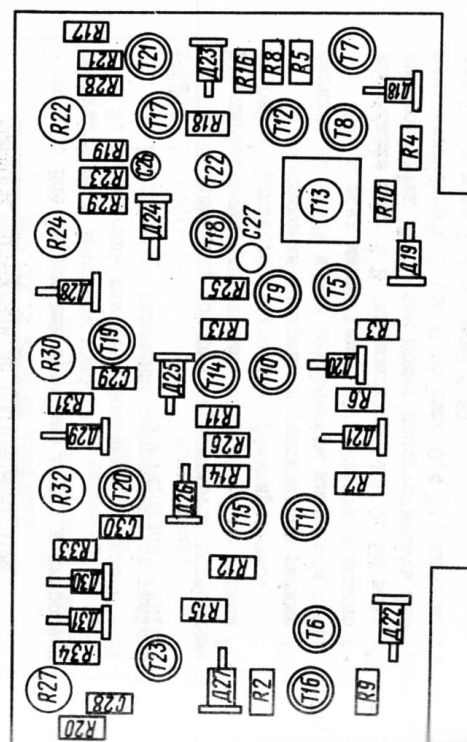 R17
R21
R28
T21
Д23
R16
R8
R5
T7
Д18
R22
T17
R18
T12
T8
R4
R19
R23
R29
C26
T22
T13
R10
R24
Д24
T18
C27
Д19
Д28
R25
T9
T5
T19
R13
R3
R30
C29
Д25
T14
T10
Д20
R31
R11
R6
Д29
R26
Д21
R32
T20
Д26
R14
R7
C30
T15
T11
R33
R12
Д30
Д31
R15
R34
T23
T6
Д22
R27
C28
R20
Д27
R2
T16
R9